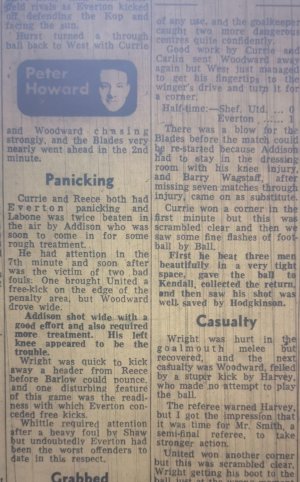 field rivals as Everton kicked
off defending the Kop and
facing the sun.
Hurst turned a through
ball back to West with Currie
Peter
Howard
and Woodward chasing
strongly, and the Blades very
nearly went ahead in the 2nd
minute.
Panicking
Currie and Reece both had
Everton panicking and
Labone was twice beaten in
the air by Addison who was
soon to come in for some
rough treatment.
He had attention in the
7th minute and soon after
was the victim of two bad
fouls. One brought United a
free-kick on the edge of the
penalty area, but Woodward
drove wide.
Addison shot wide with a
good effort and also required
more treatment. His left
knee appeared to be the
trouble.
Wright was quick to kick
away a header from Reece
before Barlow could pounce,
and one disturbing feature
of this game was the readi-
ness with which Everton con-
ceded free kicks.
Whittle required attention
after a heavy foul by Shaw
but undoubtedly Everton had
been the worst offenders to
date in this respect.
Grabbed
of any use, and the goalkeeper
caught two more dangerous
centres quite confidently.
Good work by Currie and
Carlin sent Woodward away
again but West just managed
to get his fingertip to the
winger's drive and turn it for
a corner.
Half-time:—Shef. Utd. ... 0
Everton ...... 1
There was a blow for the
Blades before the match could
be re-started because Addison
had to stay in the dressing
room with his knee injury,
and Barry Wagstaff, after
missing seven matches through
injury, came on as substitute.
Currie won a corner in the
first minute but this was
scrambled clear and then we
saw some fine flashes of foot-
ball by Ball.
First he beat three men
beautifully in a very tight
space, gave the ball to
Kendall, collected the return,
and then saw his shot was
well saved by Hodgkinson.
Casualty
Wright was hurt in the
goalmouth melee but
recovered, and the next
casualty was Woodward, felled
by a stuper kick by Harvey,
who made no attempt to play
the ball.
The referee warned Harvey,
but I got the impression that
it was time for Mr. Smith, a
semi-final referee, to take
stronger action.
United won another corner
but this was scrambled clear,
Wright getting his boot to the
ball just at the